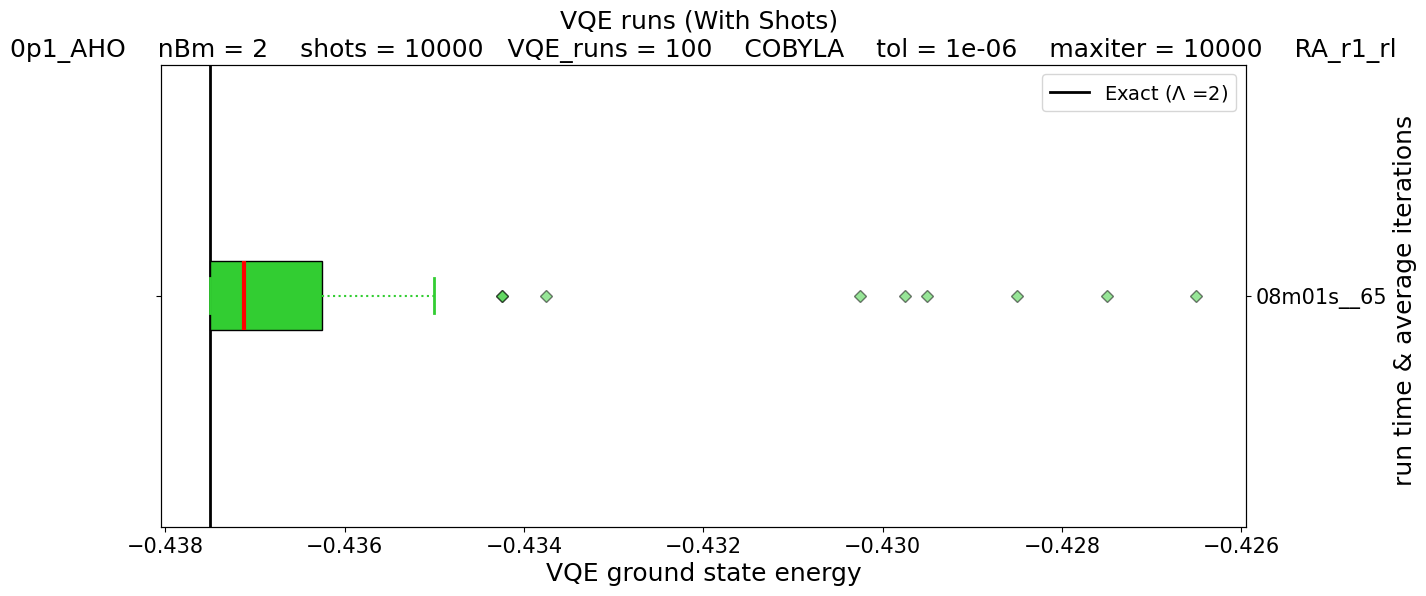 VQE runs (With Shots)
0p1_AHO nBm = 2 shots = 10000 VQE_runs = 100 COBYLA tol = 1e-06 maxiter = 10000 RA_r1_rl
Exact (Λ =2)
08m01s__65
run time & average iterations
−0.438 −0.436 −0.434 −0.432 −0.430 −0.428 −0.426
VQE ground state energy